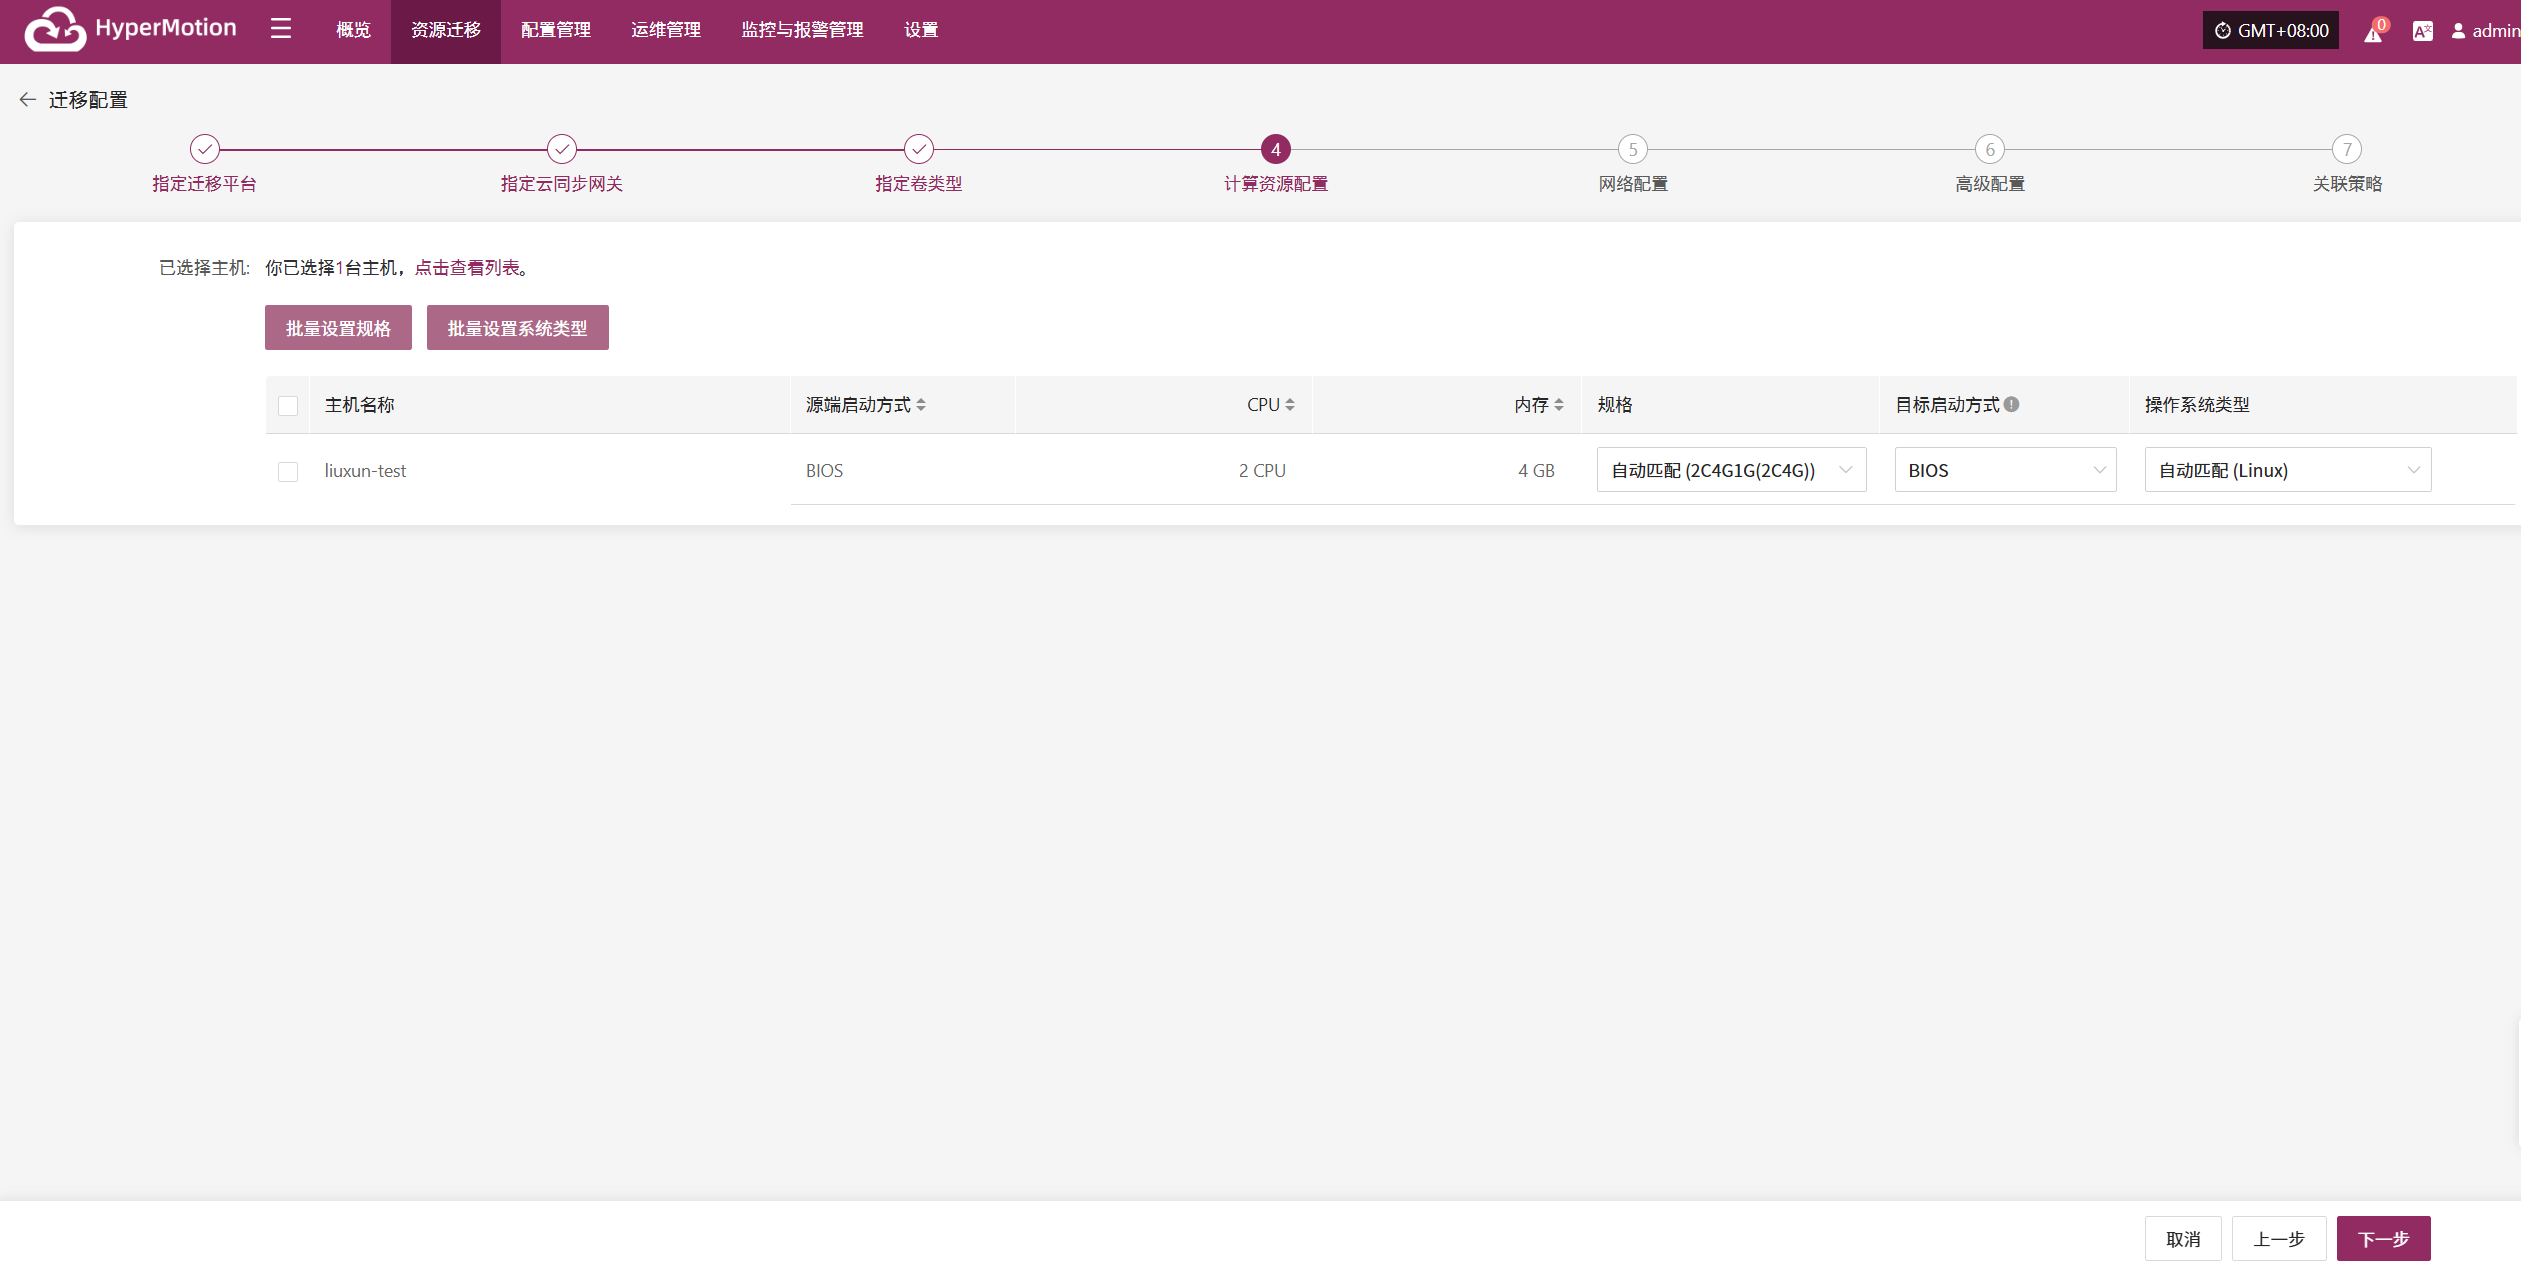 HyperMotion 概览 资源迁移 配置管理 运维管理 监控与报警管理 设置 GMT+08:00 0 admin
迁移配置
4 5 6 7
指定迁移平台 指定云同步网关 指定卷类型 计算资源配置 网络配置 高级配置 关联策略
已选择主机: 你已选择1台主机，点击查看列表。
批量设置规格 批量设置系统类型
主机名称 源端启动方式 CPU 内存 规格 目标启动方式 操作系统类型
liuxun-test BIOS 2 CPU 4 GB 自动匹配 (2C4G1G(2C4G)) BIOS 自动匹配 (Linux)
取消 上一步 下一步